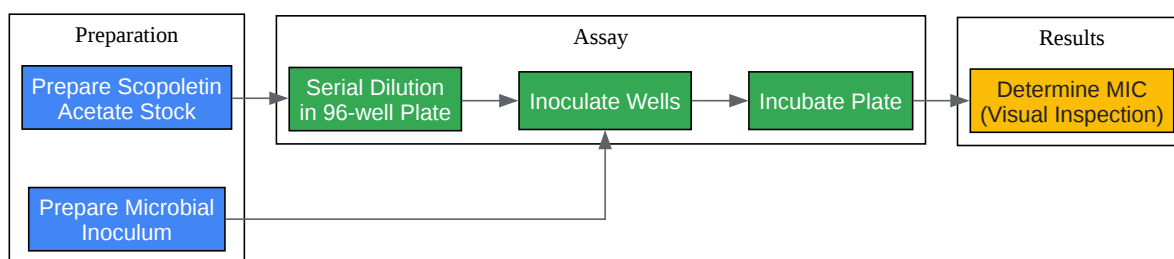 Preparation
Prepare Scopoletin
Acetate Stock
Prepare Microbial
Inoculum
Assay
Serial Dilution
in 96-well Plate
Inoculate Wells
Incubate Plate
Results
Determine MIC
(Visual Inspection)